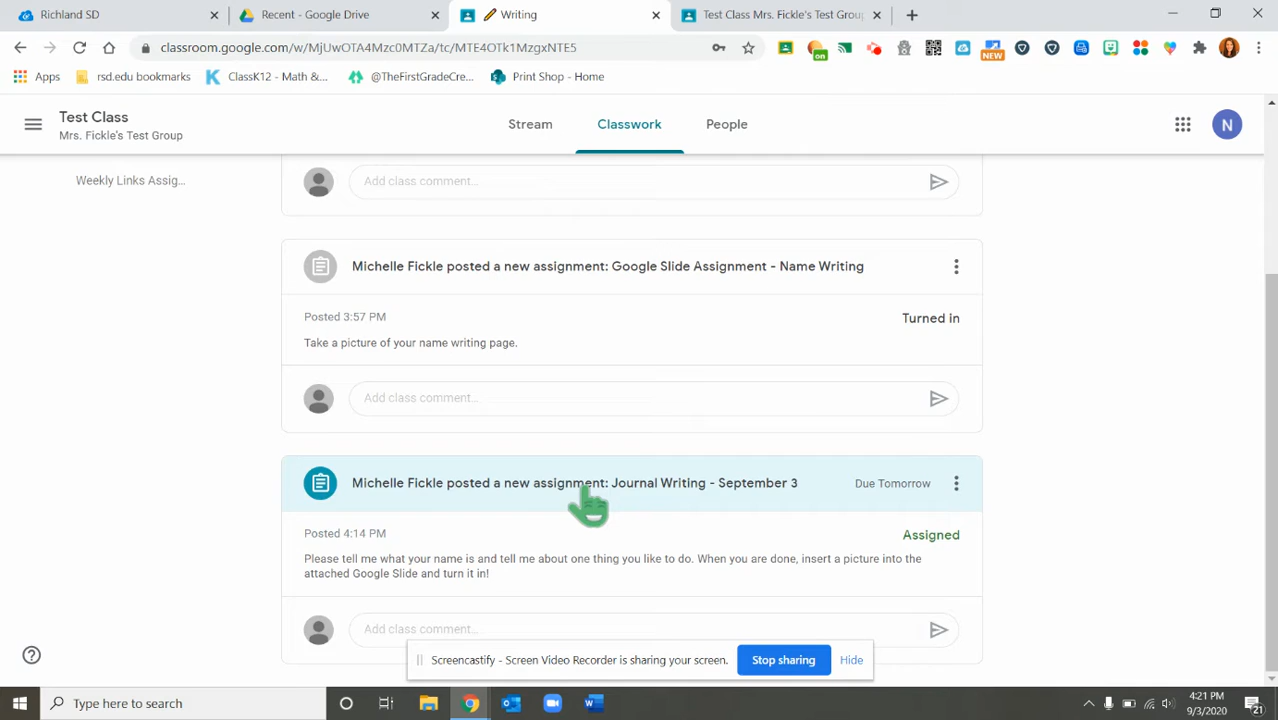 Richland SD
Recent - Google Drive
Writing
Test Class Mrs. Fickle's Test Group
classroom.google.com/w/MjUwOTA4Mzc0MTZa/tc/MTE4OTk1MzgxNTE5
on
NEW
Apps
rsd.edu bookmarks
ClassK12 - Math &...
@TheFirstGradeCre...
Print Shop - Home
Test Class
Mrs. Fickle's Test Group
Stream
Classwork
People
N
Weekly Links Assig...
Add class comment...
Michelle Fickle posted a new assignment: Google Slide Assignment - Name Writing
Posted 3:57 PM
Turned in
Take a picture of your name writing page.
Add class comment...
Michelle Fickle posted a new assignment: Journal Writing - September 3
Due Tomorrow
Posted 4:14 PM
Assigned
Please tell me what your name is and tell me about one thing you like to do. When you are done, insert a picture into the
attached Google Slide and turn it in!
Add class comment...
Screencastify - Screen Video Recorder is sharing your screen.
Stop sharing
Hide
Type here to search
4:21 PM
9/3/2020
21